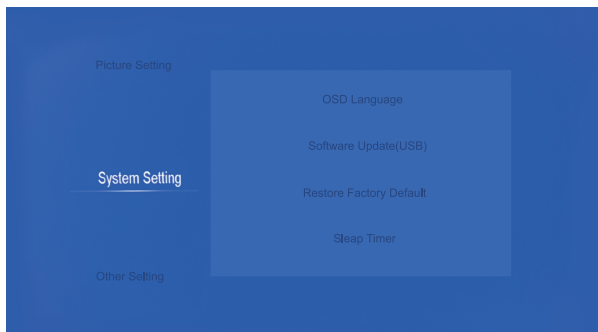 Picture Setting
OSD Language
Software Update(USB)
System Setting
Restore Factory Default
Sleap Timer
Other Setting